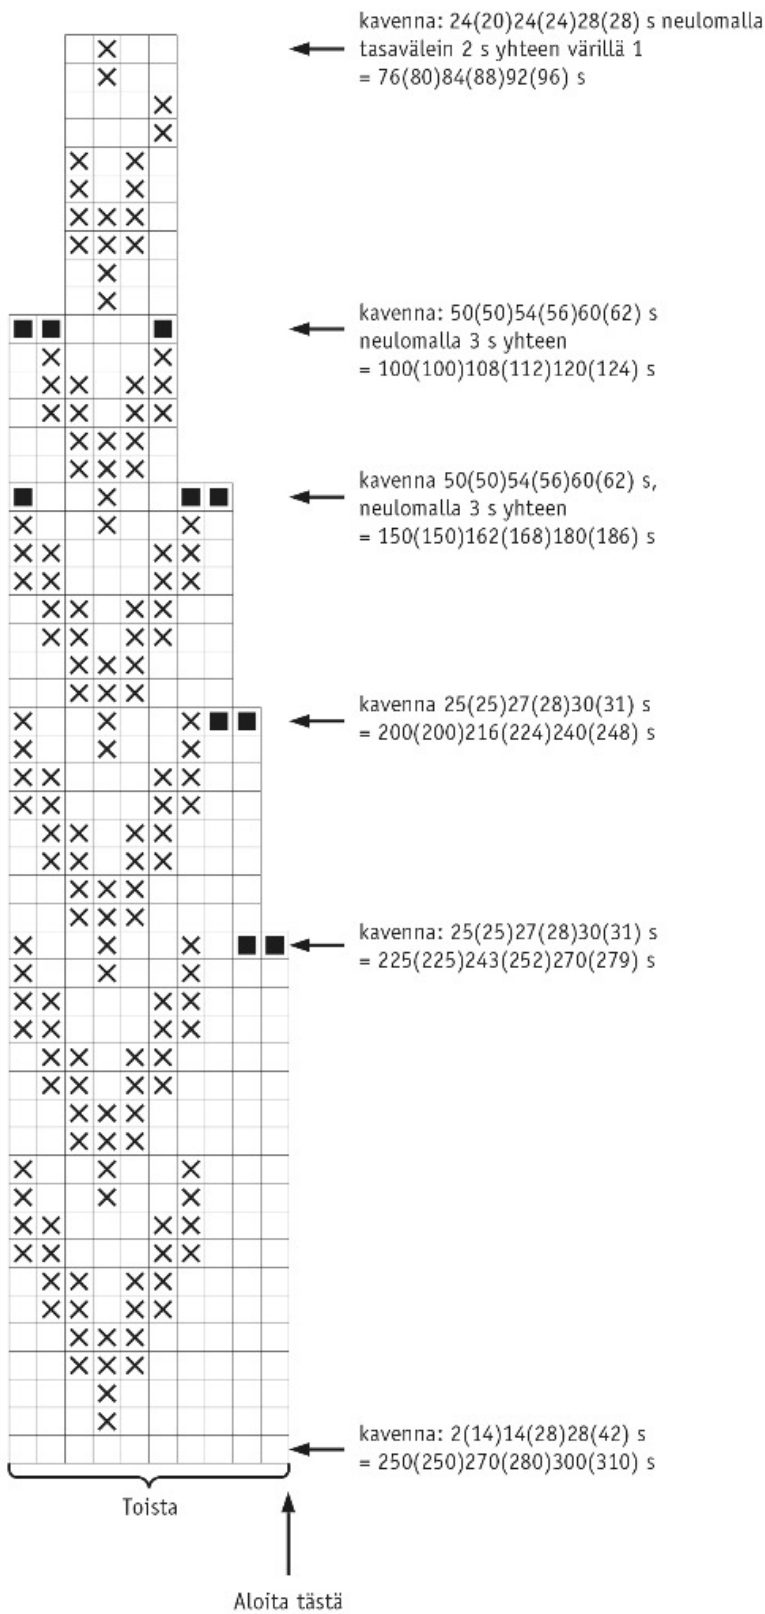 kavenna: 24(20)24(24)28(28) s neulomalla
tasavälein 2 s yhteen värillä 1
= 76(80)84(88)92(96) s
kavenna: 50(50)54(56)60(62) s
neulomalla 3 s yhteen
= 100(100)108(112)120(124) s
kavenna 50(50)54(56)60(62) s,
neulomalla 3 s yhteen
= 150(150)162(168)180(186) s
kavenna 25(25)27(28)30(31) s
= 200(200)216(224)240(248) s
kavenna: 25(25)27(28)30(31) s
= 225(225)243(252)270(279) s
kavenna: 2(14)14(28)28(42) s
= 250(250)270(280)300(310) s
Toista
Aloita tästä